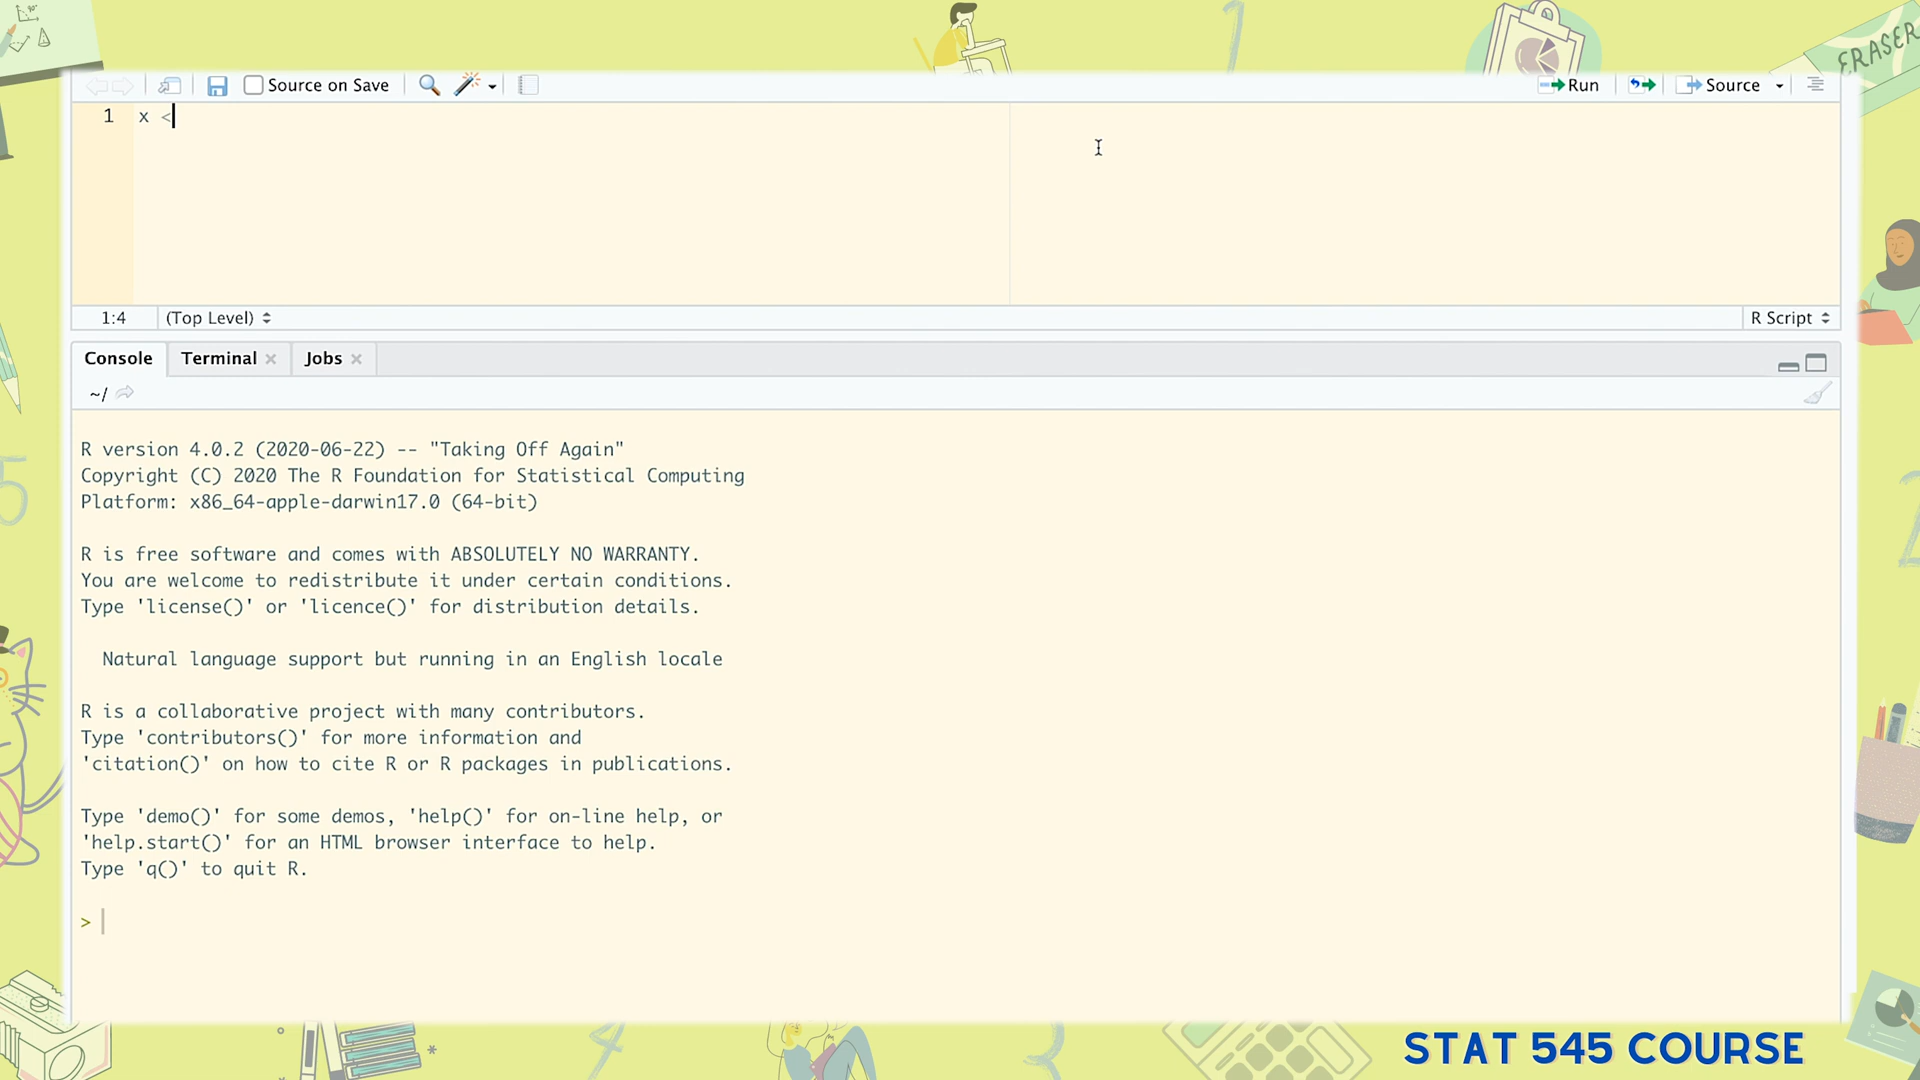 ERASER
Source on Save
Run
Source
1 x <
1:4 (Top Level)
R Script
Console Terminal Jobs
~/
R version 4.0.2 (2020-06-22) -- "Taking Off Again"
Copyright (C) 2020 The R Foundation for Statistical Computing
Platform: x86_64-apple-darwin17.0 (64-bit)
R is free software and comes with ABSOLUTELY NO WARRANTY.
You are welcome to redistribute it under certain conditions.
Type 'license()' or 'licence()' for distribution details.
Natural language support but running in an English locale
R is a collaborative project with many contributors.
Type 'contributors()' for more information and
'citation()' on how to cite R or R packages in publications.
Type 'demo()' for some demos, 'help()' for on-line help, or
'help.start()' for an HTML browser interface to help.
Type 'q()' to quit R.
>
STAT 545 COURSE